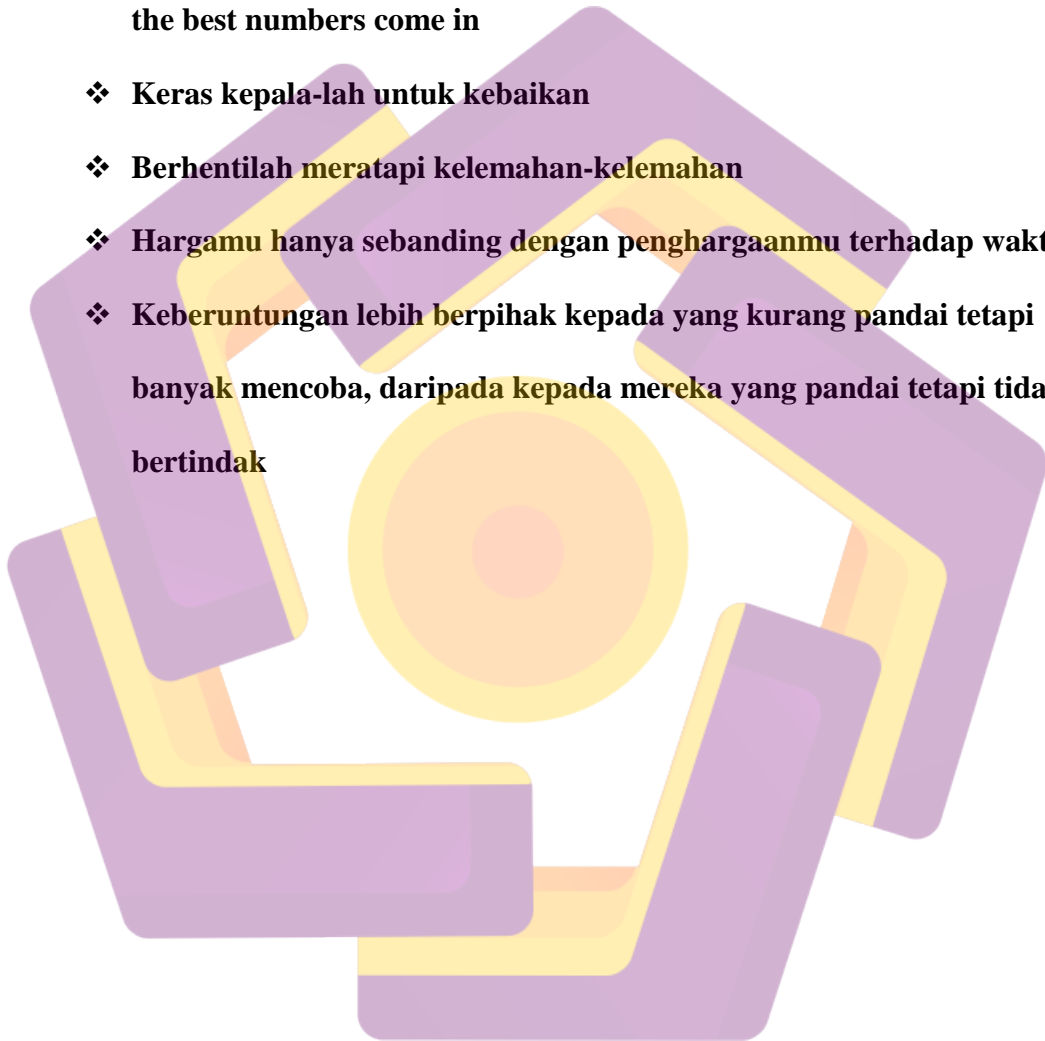 the best numbers come in
❖ Keras kepala-lah untuk kebaikan
❖ Berhentilah meratapi kelemahan-kelemahan
❖ Hargamu hanya sebanding dengan penghargaanmu terhadap wakt
❖ Keberuntungan lebih berpihak kepada yang kurang pandai tetapi
banyak mencoba, daripada kepada mereka yang pandai tetapi tida
bertindak